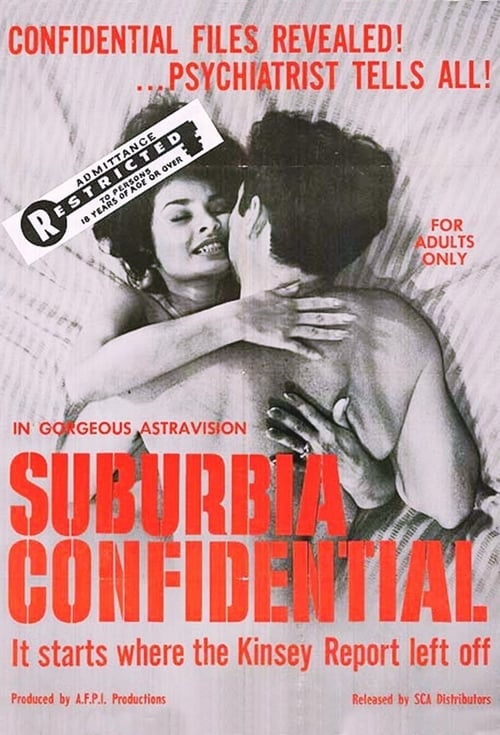 CONFIDENTIAL FILES REVEALED!
...PSYCHIATRIST TELLS ALL!
ADMITTANCE
RESTRICTED
TO PERSONS
18 YEARS OF AGE OR OVER
FOR
ADULTS
ONLY
IN GORGEOUS ASTRAVISION
SUBURBIA
CONFIDENTIAL
It starts where the Kinsey Report left off
Produced by A.F.P.I. Productions
Released by SCA Distributors